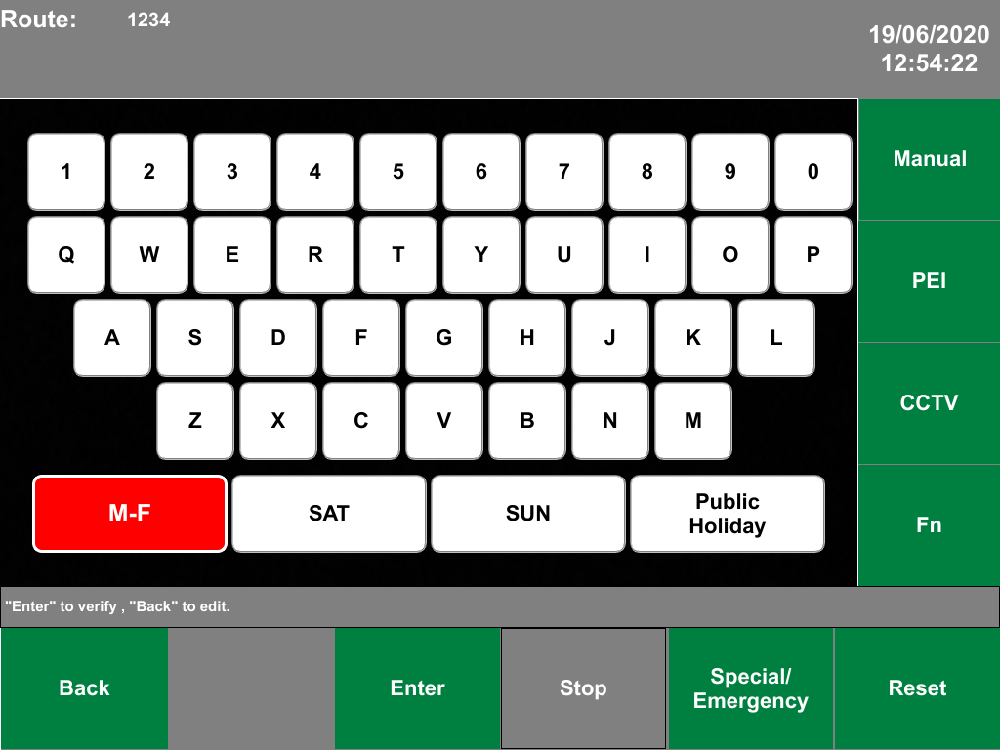 Route: 1234
19/06/2020
12:54:22
1 2 3 4 5 6 7 8 9 0
Q W E R T Y U I O P
A S D F G H J K L
Z X C V B N M
M-F SAT SUN Public
Holiday
Manual
PEI
CCTV
Fn
"Enter" to verify , "Back" to edit.
Back Enter Stop Special/
Emergency Reset